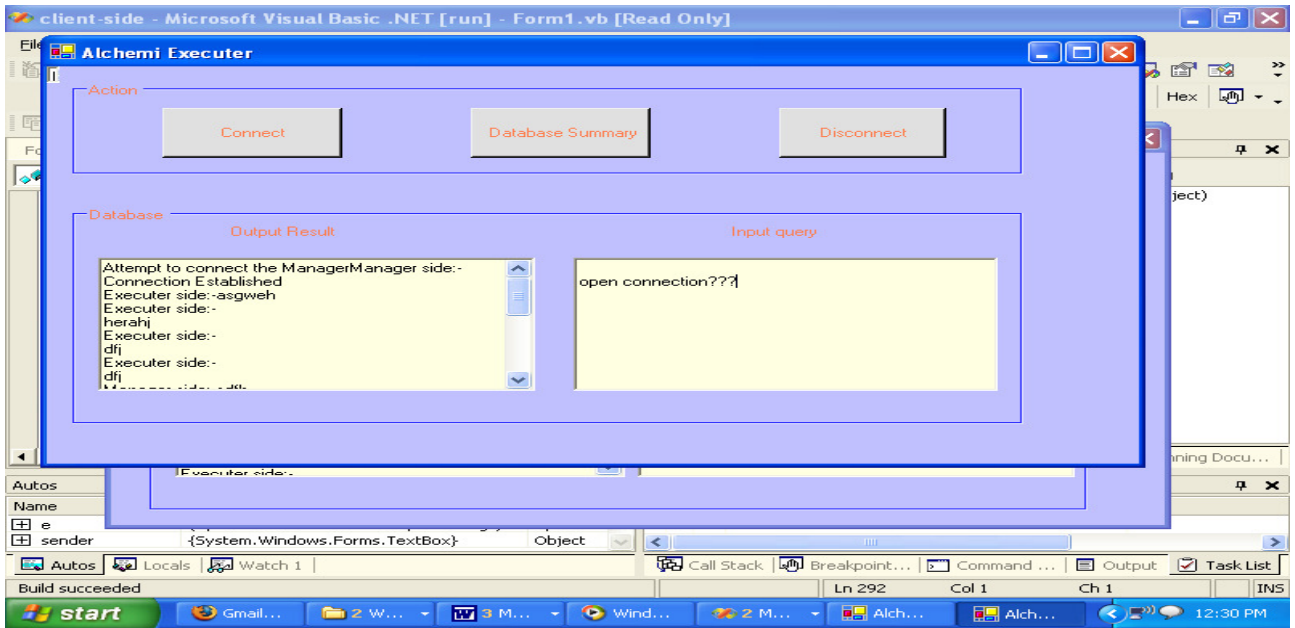 client-side - Microsoft Visual Basic .NET [run] - Form1.vb [Read Only]
File
Alchemi Executer
Hex
Action
Connect
Database Summary
Disconnect
ject)
Database
Output Result
Input query
Attempt to connect the ManagerManager side:-
Connection Established
Executer side:-asgweh
Executer side:-
herahj
Executer side:-
dfj
Executer side:-
dfj
open connection???
Executer side:-
ning Docu...
Autos
Name
e
sender {System.Windows.Forms.TextBox} Object
Autos Locals Watch 1
Call Stack Breakpoint... Command ... Output Task List
Build succeeded Ln 292 Col 1 Ch 1 INS
start Gmail... 2 W... 3 M... Wind... 2 M... Alch... Alch... 12:30 PM